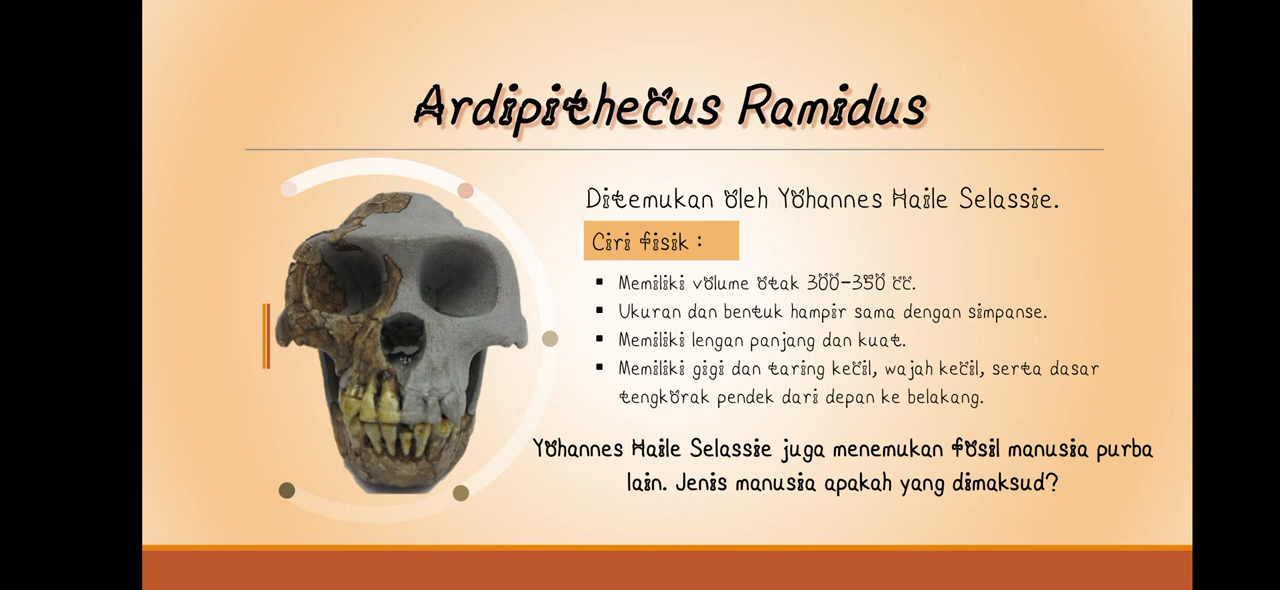 Ardipithecus Ramidus
Ditemukan oleh Yohannes Haile Selassie.
Ciri fisik :
▪ Memiliki volume otak 300-350 cc.
▪ Ukuran dan bentuk hampir sama dengan simpanse.
▪ Memiliki lengan panjang dan kuat.
▪ Memiliki gigi dan taring kecil, wajah kecil, serta dasar
tengkorak pendek dari depan ke belakang.
Yohannes Haile Selassie juga menemukan fosil manusia purba
lain. Jenis manusia apakah yang dimaksud?